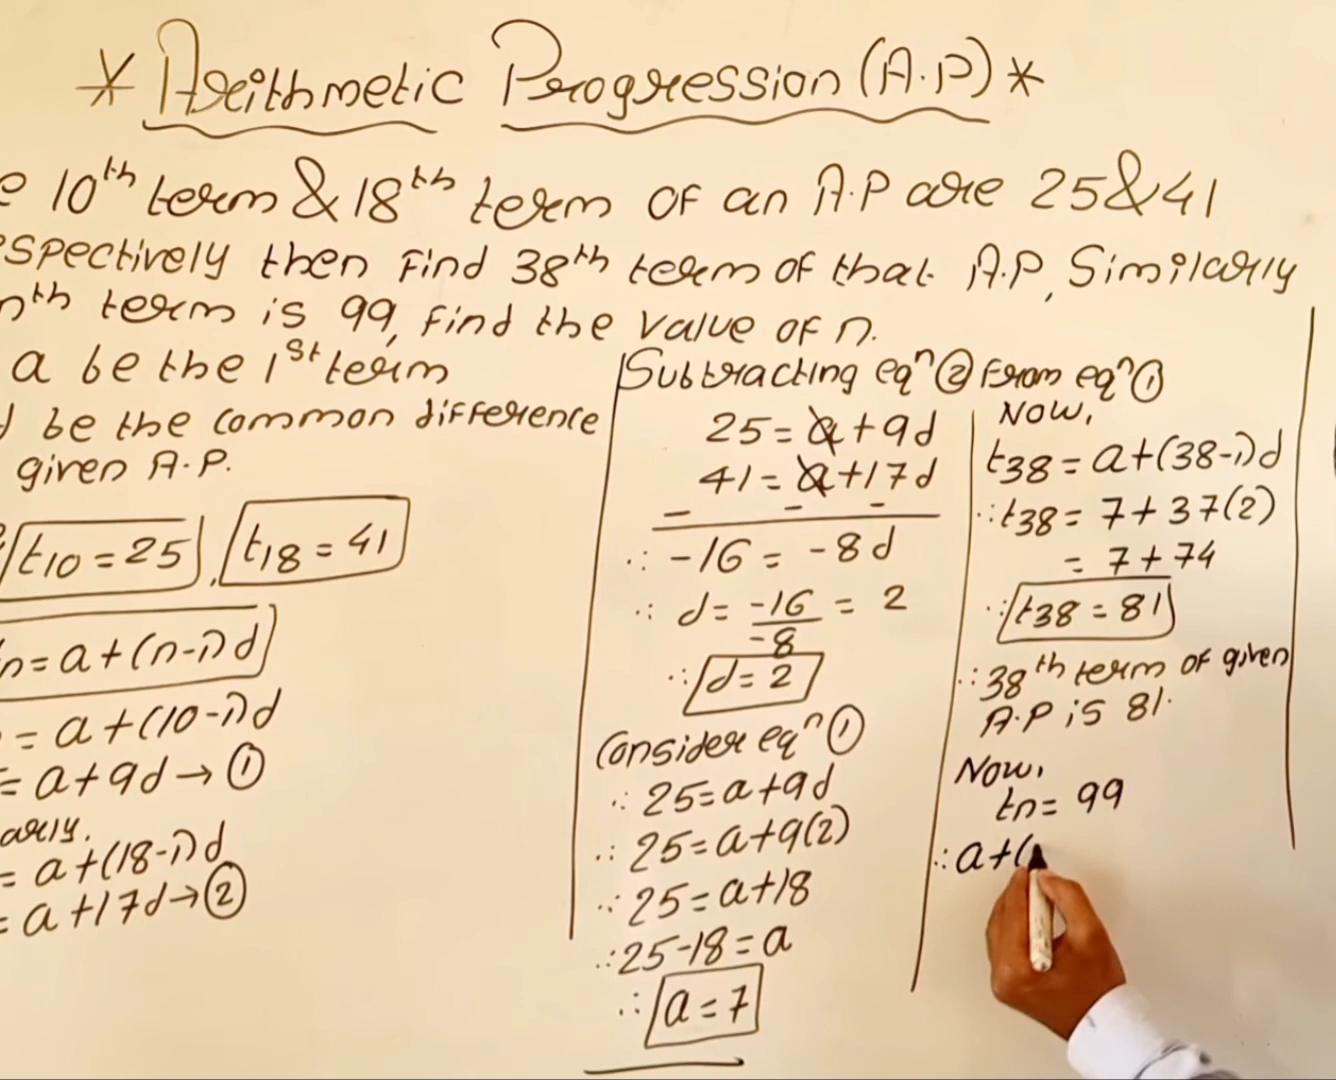 * Arithmetic Progression (A.P) *
10th term & 18th term of an A.P are 25 & 41
spectively then find 38th term of that A.P, Similarly
nth term is 99, find the value of n.
a be the 1st term
be the common difference
given A.P.
t10 = 25, t18 = 41
n = a + (n-1)d
= a + (10-1)d
= a + 9d → ①
arly.
= a + (18-1)d
= a + 17d → ②
Subtracting eqn ② from eqn ①
25 = a + 9d
41 = a + 17d
- - -
∴ -16 = -8d
∴ d = -16/-8 = 2
∴ d = 2
Consider eqn ①
∴ 25 = a + 9d
∴ 25 = a + 9(2)
∴ 25 = a + 18
∴ 25 - 18 = a
∴ a = 7
Now,
t38 = a + (38-1)d
∴ t38 = 7 + 37(2)
= 7 + 74
∴ t38 = 81
∴ 38th term of given
A.P is 81.
Now,
tn = 99
∴ a + (